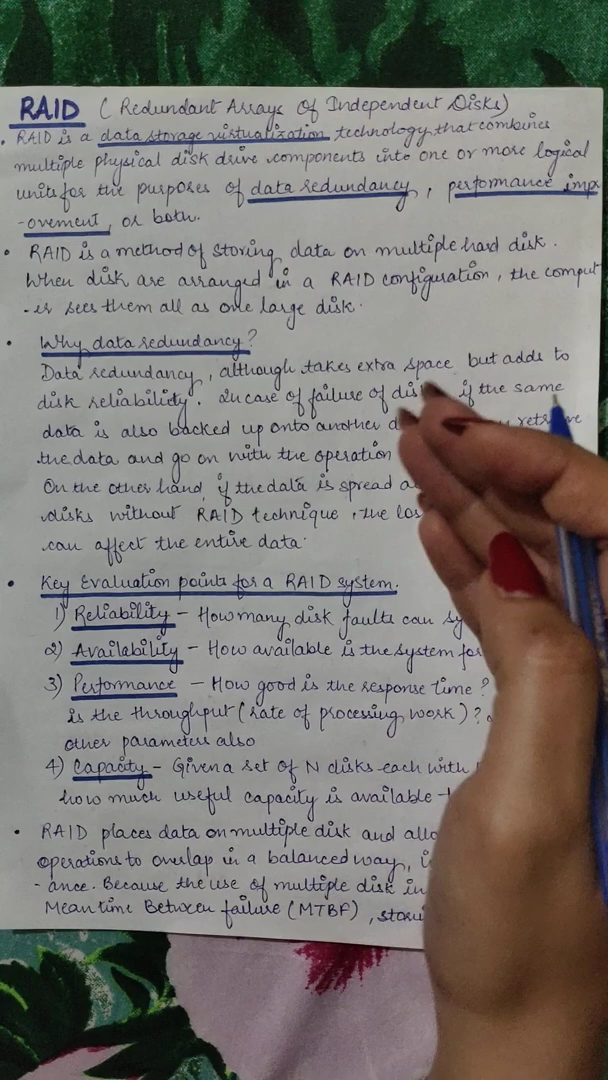 RAID (Redundant Arrays Of Independent Disks)
• RAID is a data storage virtualization technology that combines
multiple physical disk drive components into one or more logical
units for the purposes of data redundancy, performance impr
-ovement, or both.
• RAID is a method of storing data on multiple hard disk.
When disk are arranged in a RAID configuration, the comput
-er sees them all as one large disk.
• Why data redundancy?
Data redundancy, although takes extra space but adds to
disk reliability. In case of failure of disk if the same
data is also backed up onto another retrieve
the data and go on with the operation
On the other hand, if the data is spread
disks without RAID technique, the
can affect the entire data.
• Key Evaluation points for a RAID system.
1) Reliability - How many disk faults can
2) Availability - How available is the system for
3) Performance - How good is the response time?
is the throughput (rate of processing work)?
other parameters also
4) Capacity - Given a set of N disks each with
how much useful capacity is available
• RAID places data on multiple disk and
operations to overlap in a balanced way,
-ance. Because the use of multiple disk in
Mean time Between failure (MTBF),